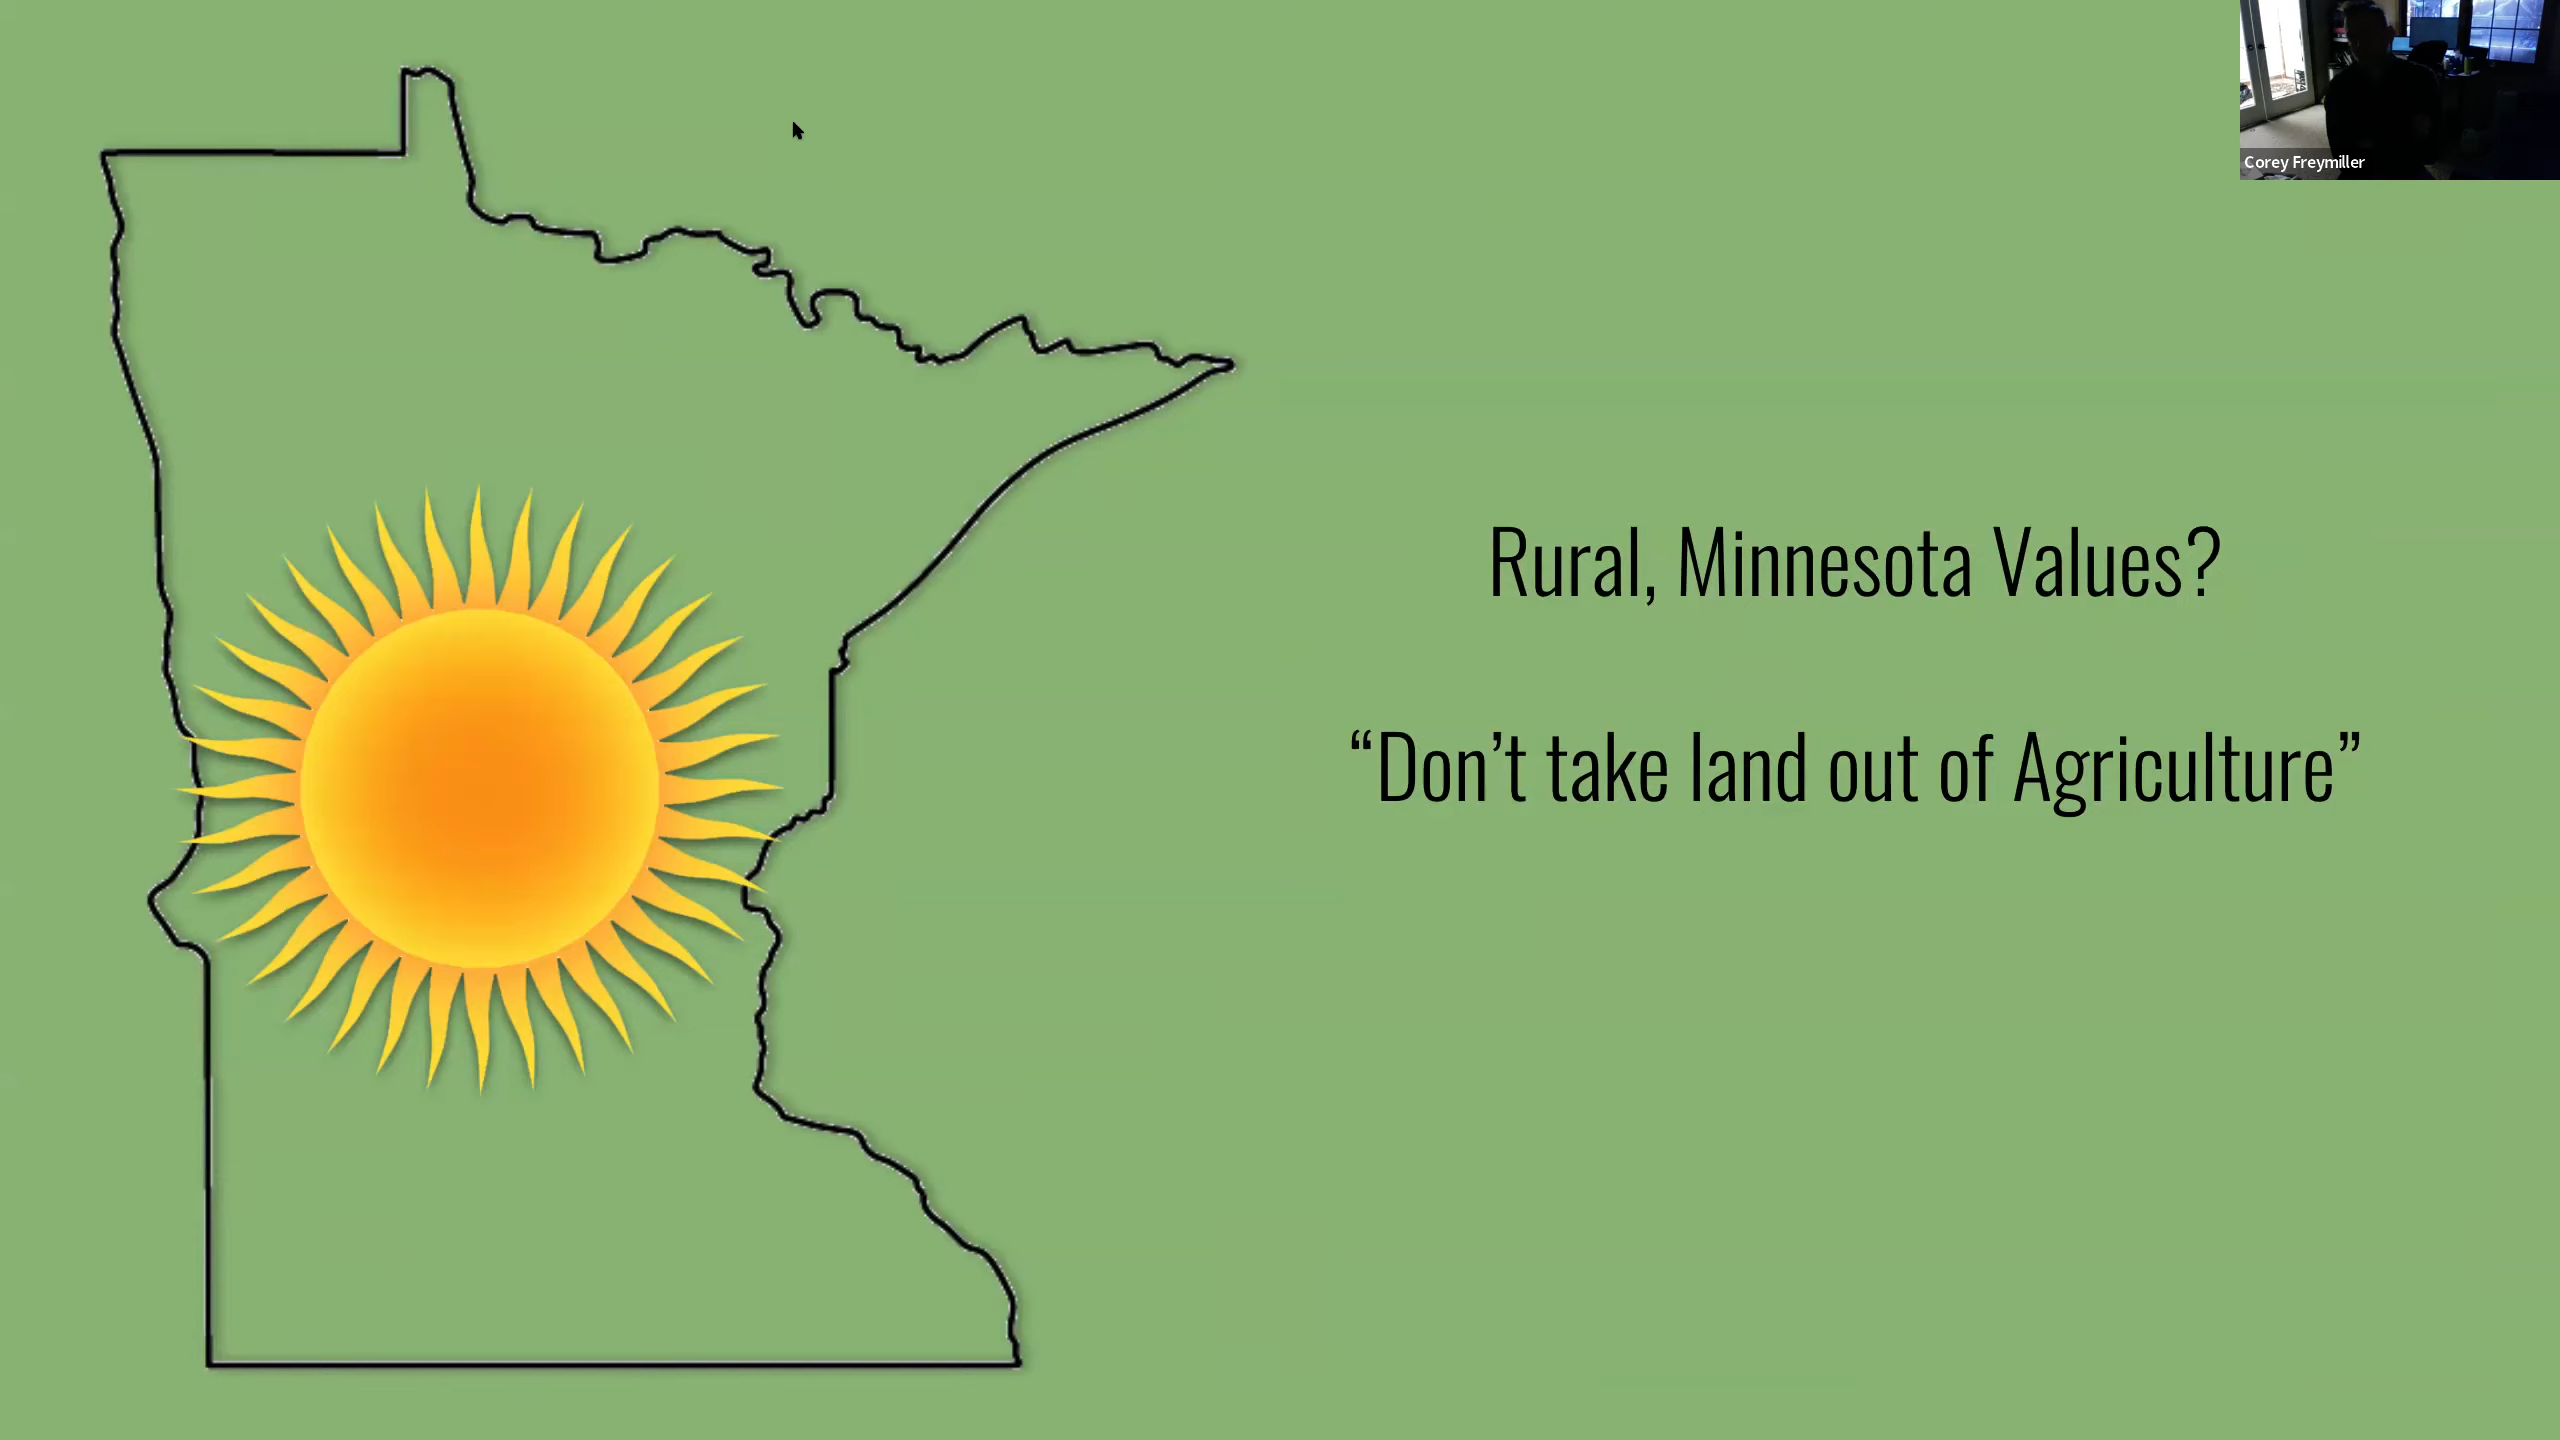 Corey Freymiller
Rural, Minnesota Values?
“Don’t take land out of Agriculture”